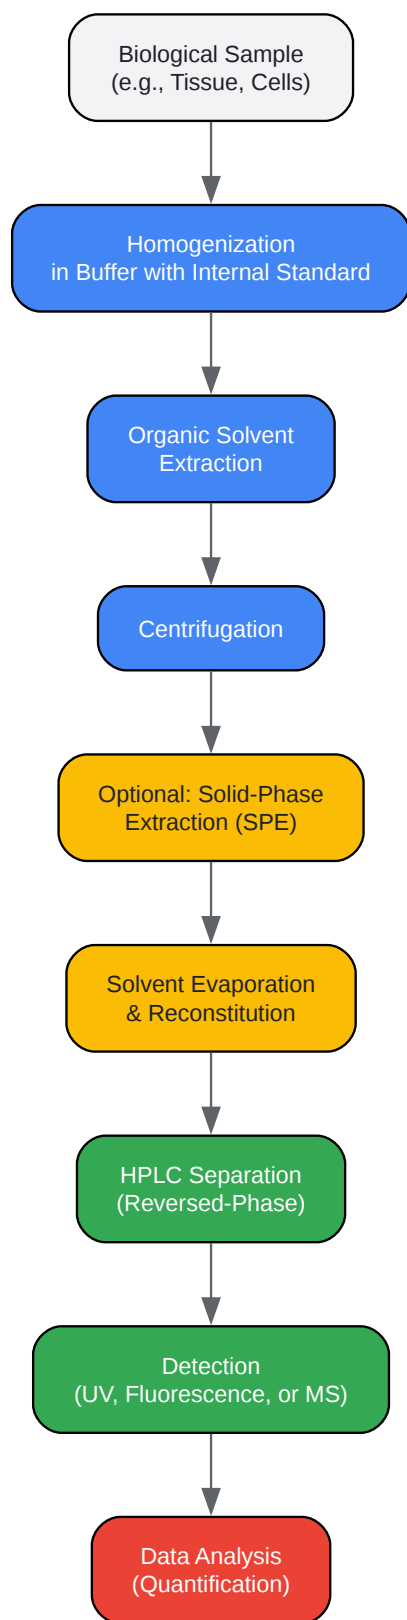 Biological Sample
(e.g., Tissue, Cells)
Homogenization
in Buffer with Internal Standard
Organic Solvent
Extraction
Centrifugation
Optional: Solid-Phase
Extraction (SPE)
Solvent Evaporation
& Reconstitution
HPLC Separation
(Reversed-Phase)
Detection
(UV, Fluorescence, or MS)
Data Analysis
(Quantification)